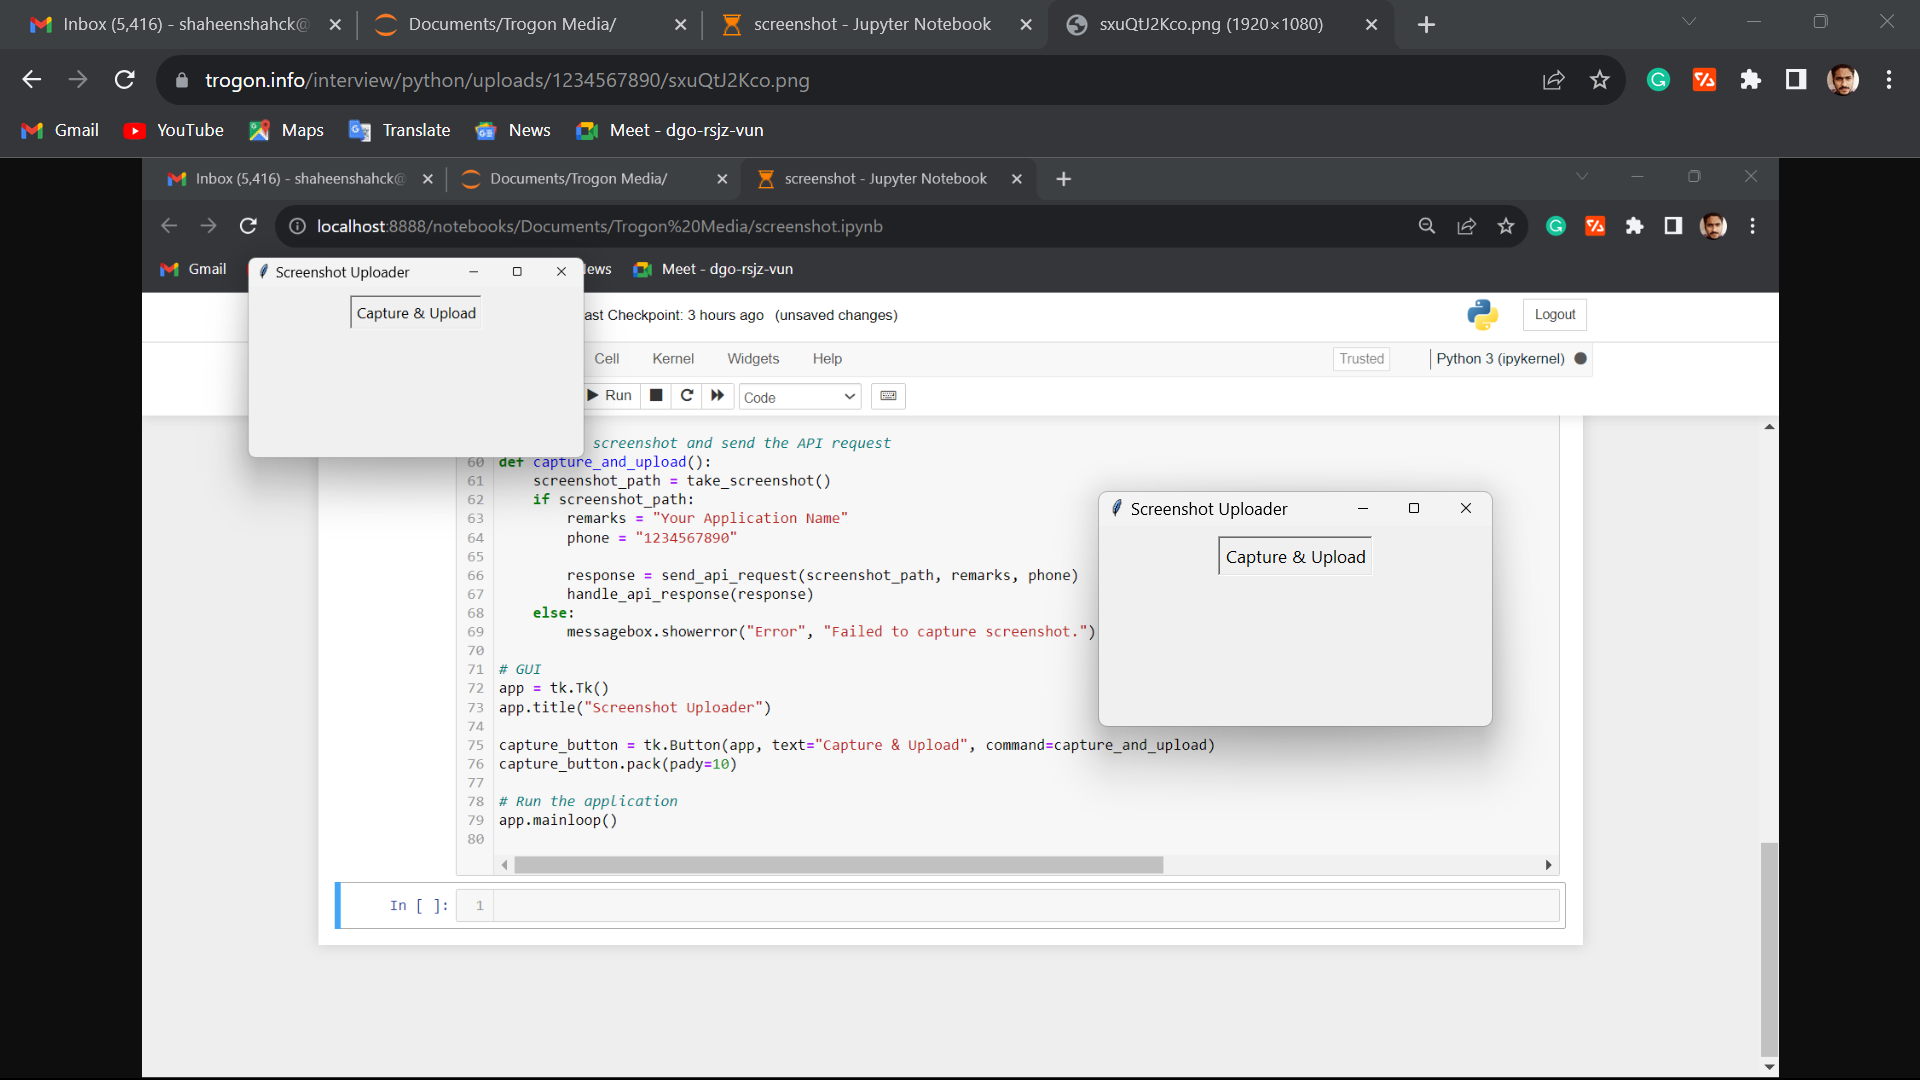 Inbox (5,416) - shaheenshahck@
Documents/Trogon Media/
screenshot - Jupyter Notebook
sxuQtJ2Kco.png (1920×1080)
trogon.info/interview/python/uploads/1234567890/sxuQtJ2Kco.png
Gmail YouTube Maps Translate News Meet - dgo-rsjz-vun
Inbox (5,416) - shaheenshahck@
Documents/Trogon Media/
screenshot - Jupyter Notebook
localhost:8888/notebooks/Documents/Trogon%20Media/screenshot.ipynb
Gmail ews Meet - dgo-rsjz-vun
Screenshot Uploader
Capture & Upload
ast Checkpoint: 3 hours ago (unsaved changes)
Logout
Cell Kernel Widgets Help
Trusted
Python 3 (ipykernel)
Run
Code
screenshot and send the API request
60 def capture_and_upload():
61 screenshot_path = take_screenshot()
62 if screenshot_path:
63 remarks = "Your Application Name"
64 phone = "1234567890"
65
66 response = send_api_request(screenshot_path, remarks, phone)
67 handle_api_response(response)
68 else:
69 messagebox.showerror("Error", "Failed to capture screenshot.")
70
71 # GUI
72 app = tk.Tk()
73 app.title("Screenshot Uploader")
74
75 capture_button = tk.Button(app, text="Capture & Upload", command=capture_and_upload)
76 capture_button.pack(pady=10)
77
78 # Run the application
79 app.mainloop()
80
Screenshot Uploader
Capture & Upload
In [ ]: 1